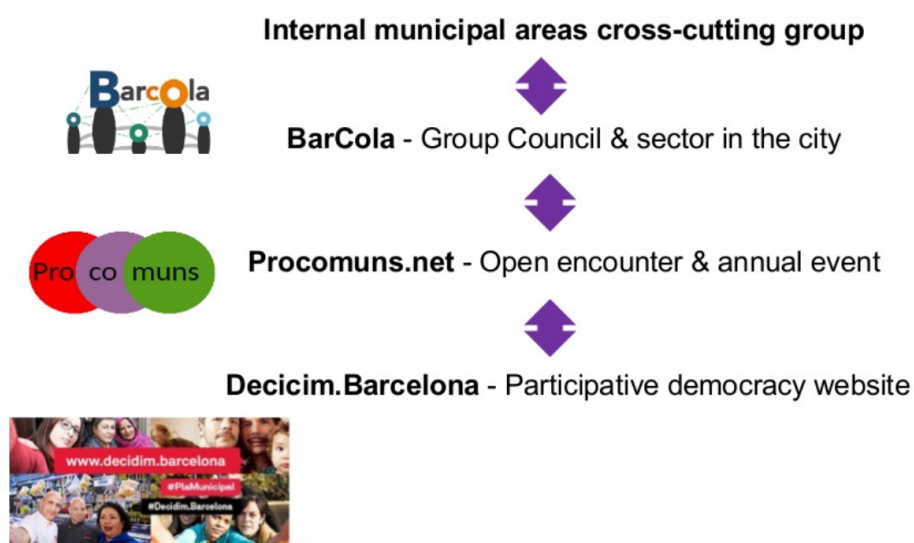 Internal municipal areas cross-cutting group
Barcola
BarCola - Group Council & sector in the city
Pro co muns
Procomuns.net - Open encounter & annual event
Decicim.Barcelona - Participative democracy website
www.decidim.barcelona
#PlaMunicipal
#Decidim.Barcelona